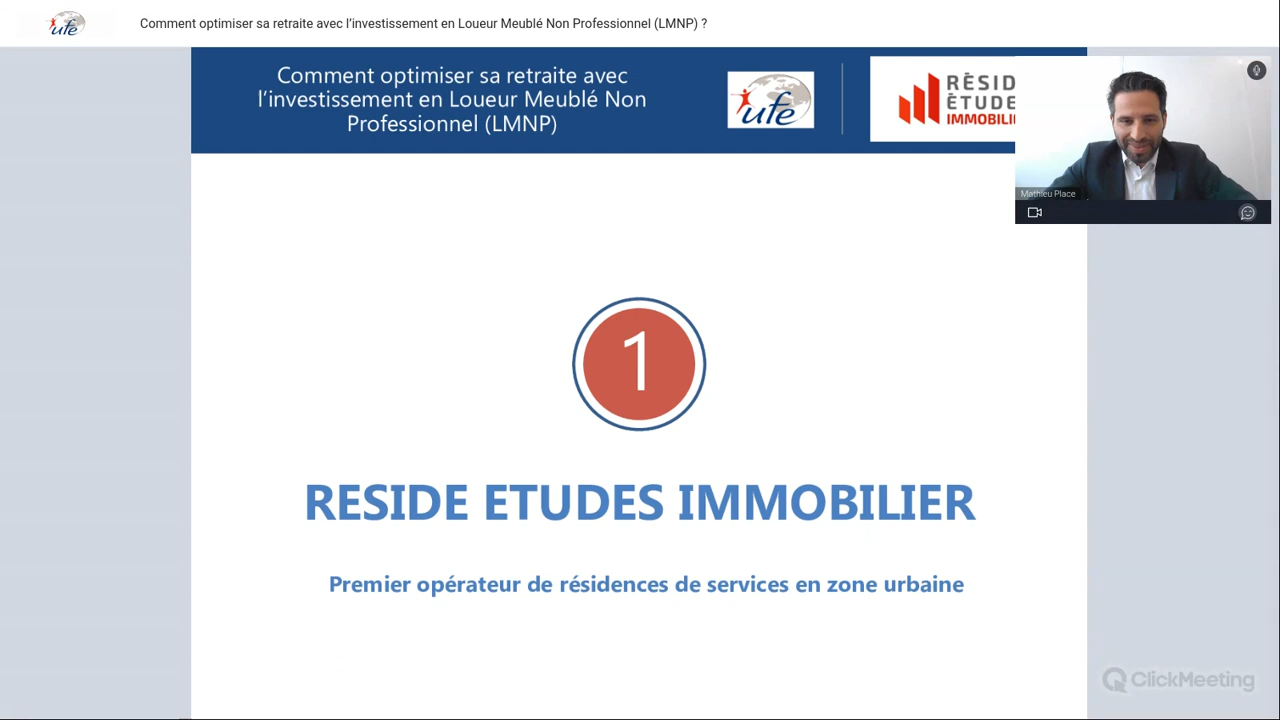 ufe
Comment optimiser sa retraite avec l’investissement en Loueur Meublé Non Professionnel (LMNP) ?
Comment optimiser sa retraite avec
l’investissement en Loueur Meublé Non
Professionnel (LMNP)
ufe
RÈSID
ÈTUDE
IMMOBILI
Mathieu Place
1
RESIDE ETUDES IMMOBILIER
Premier opérateur de résidences de services en zone urbaine
ClickMeeting